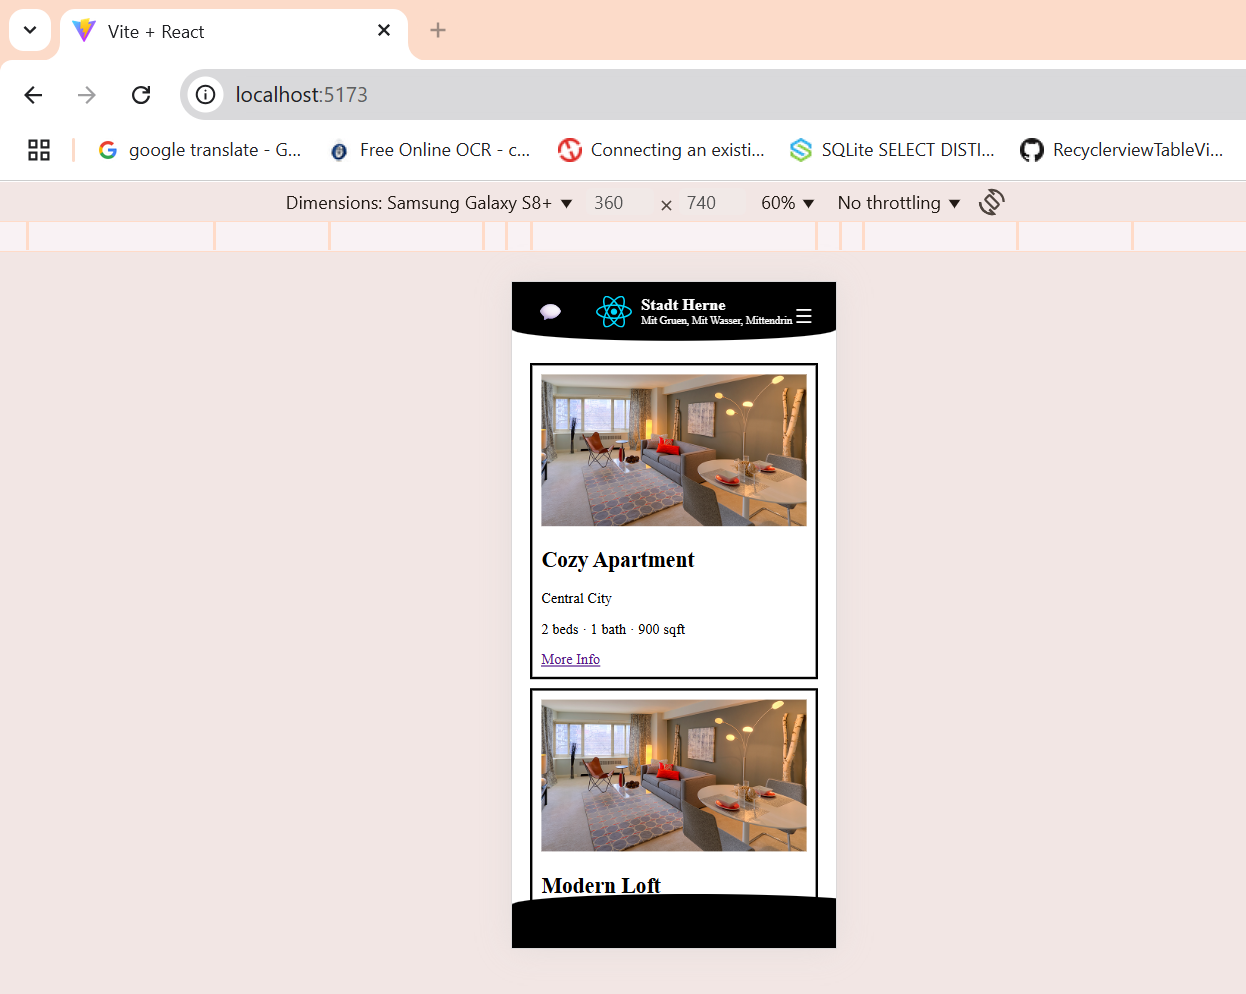 Vite + React
localhost:5173
google translate - G...
Free Online OCR - c...
Connecting an existi...
SQLite SELECT DISTI...
RecyclerviewTableVi...
Dimensions: Samsung Galaxy S8+ 360 × 740 60% No throttling
Stadt Herne
Mit Gruen, Mit Wasser, Mittendrin
Cozy Apartment
Central City
2 beds · 1 bath · 900 sqft
More Info
Modern Loft